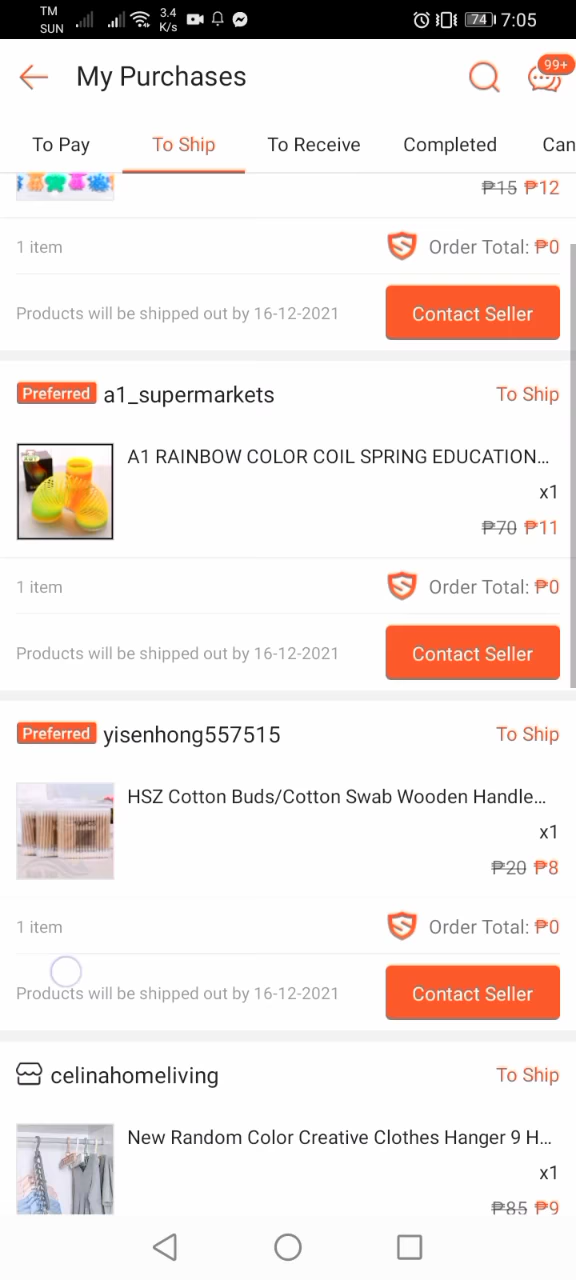 TM
SUN
3.4
K/s
74
7:05
My Purchases
99+
To Pay
To Ship
To Receive
Completed
Can
₱15 ₱12
1 item
Order Total: ₱0
Products will be shipped out by 16-12-2021
Contact Seller
Preferred a1_supermarkets
To Ship
A1 RAINBOW COLOR COIL SPRING EDUCATION...
x1
₱70 ₱11
1 item
Order Total: ₱0
Products will be shipped out by 16-12-2021
Contact Seller
Preferred yisenhong557515
To Ship
HSZ Cotton Buds/Cotton Swab Wooden Handle...
x1
₱20 ₱8
1 item
Order Total: ₱0
Products will be shipped out by 16-12-2021
Contact Seller
celinahomeliving
To Ship
New Random Color Creative Clothes Hanger 9 H...
x1
₱85 ₱9